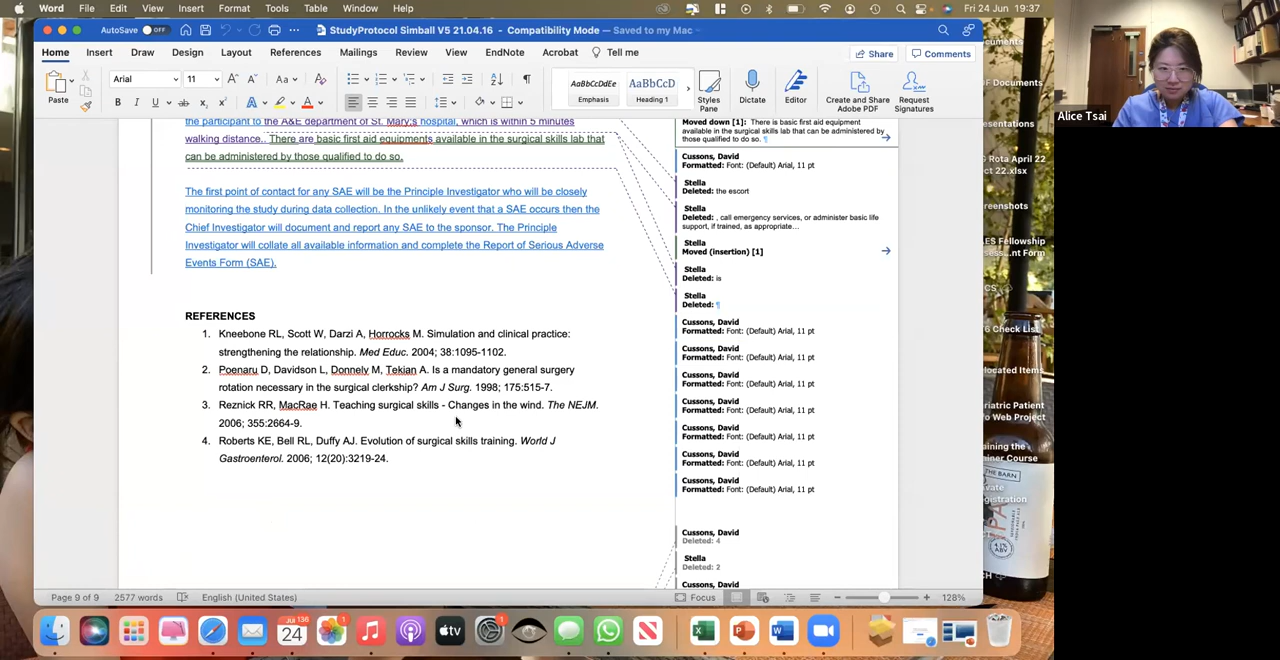 Word File Edit View Insert Format Tools Table Window Help
Fri 24 Jun 19:37
AutoSave OFF
StudyProtocol Simball V5 21.04.16 - Compatibility Mode — Saved to my Mac
Home Insert Draw Design Layout References Mailings Review View EndNote Acrobat Tell me
Share Comments
Paste
Arial 11
AaBbCcDdEe
Emphasis
AaBbCcD
Heading 1
Styles Pane
Dictate
Editor
Create and Share Adobe PDF
Request Signatures
the participant to the A&E department of St. Mary;s hospital, which is within 5 minutes
walking distance.. There are basic first aid equipments available in the surgical skills lab that
can be administered by those qualified to do so.
The first point of contact for any SAE will be the Principle Investigator who will be closely
monitoring the study during data collection. In the unlikely event that a SAE occurs then the
Chief Investigator will document and report any SAE to the sponsor. The Principle
Investigator will collate all available information and complete the Report of Serious Adverse
Events Form (SAE).
REFERENCES
1. Kneebone RL, Scott W, Darzi A, Horrocks M. Simulation and clinical practice:
strengthening the relationship. Med Educ. 2004; 38:1095-1102.
2. Poenaru D, Davidson L, Donnely M, Tekian A. Is a mandatory general surgery
rotation necessary in the surgical clerkship? Am J Surg. 1998; 175:515-7.
3. Reznick RR, MacRae H. Teaching surgical skills - Changes in the wind. The NEJM.
2006; 355:2664-9.
4. Roberts KE, Bell RL, Duffy AJ. Evolution of surgical skills training. World J
Gastroenterol. 2006; 12(20):3219-24.
Moved down [1]: There is basic first aid equipment
available in the surgical skills lab that can be administered by
those qualified to do so. ¶
Cussons, David
Formatted: Font: (Default) Arial, 11 pt
Stella
Deleted: the escort
Stella
Deleted: , call emergency services, or administer basic life
support, if trained, as appropriate...
Stella
Moved (insertion) [1]
Stella
Deleted: is
Stella
Deleted: ¶
Cussons, David
Formatted: Font: (Default) Arial, 11 pt
Cussons, David
Formatted: Font: (Default) Arial, 11 pt
Cussons, David
Formatted: Font: (Default) Arial, 11 pt
Cussons, David
Formatted: Font: (Default) Arial, 11 pt
Cussons, David
Formatted: Font: (Default) Arial, 11 pt
Cussons, David
Formatted: Font: (Default) Arial, 11 pt
Cussons, David
Formatted: Font: (Default) Arial, 11 pt
Cussons, David
Deleted: 4
Stella
Deleted: 2
Cussons, David
Page 9 of 9 2577 words English (United States)
Focus 128%
JUN 24
tv
Alice Tsai
THE BARN
4.1% ABV